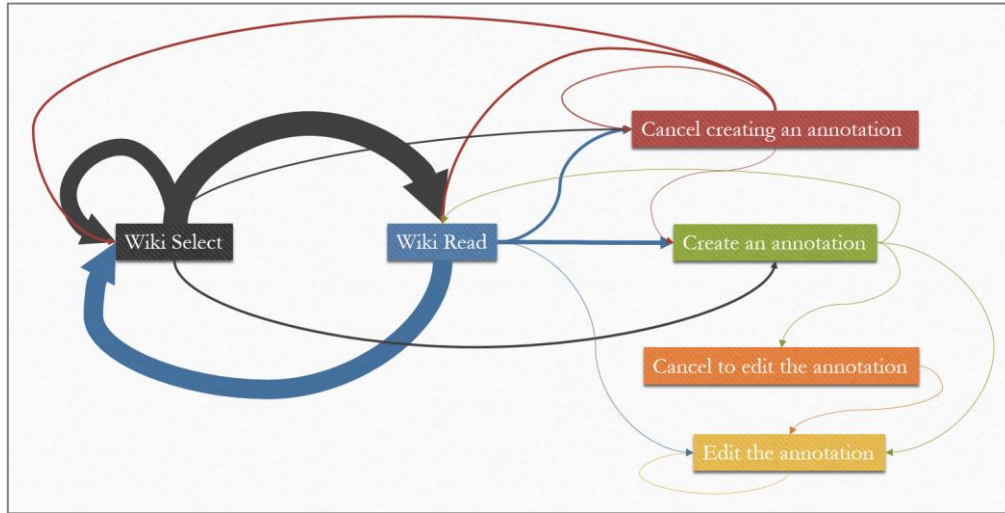 Cancel creating an annotation
Wiki Select
Wiki Read
Create an annotation
Cancel to edit the annotation
Edit the annotation